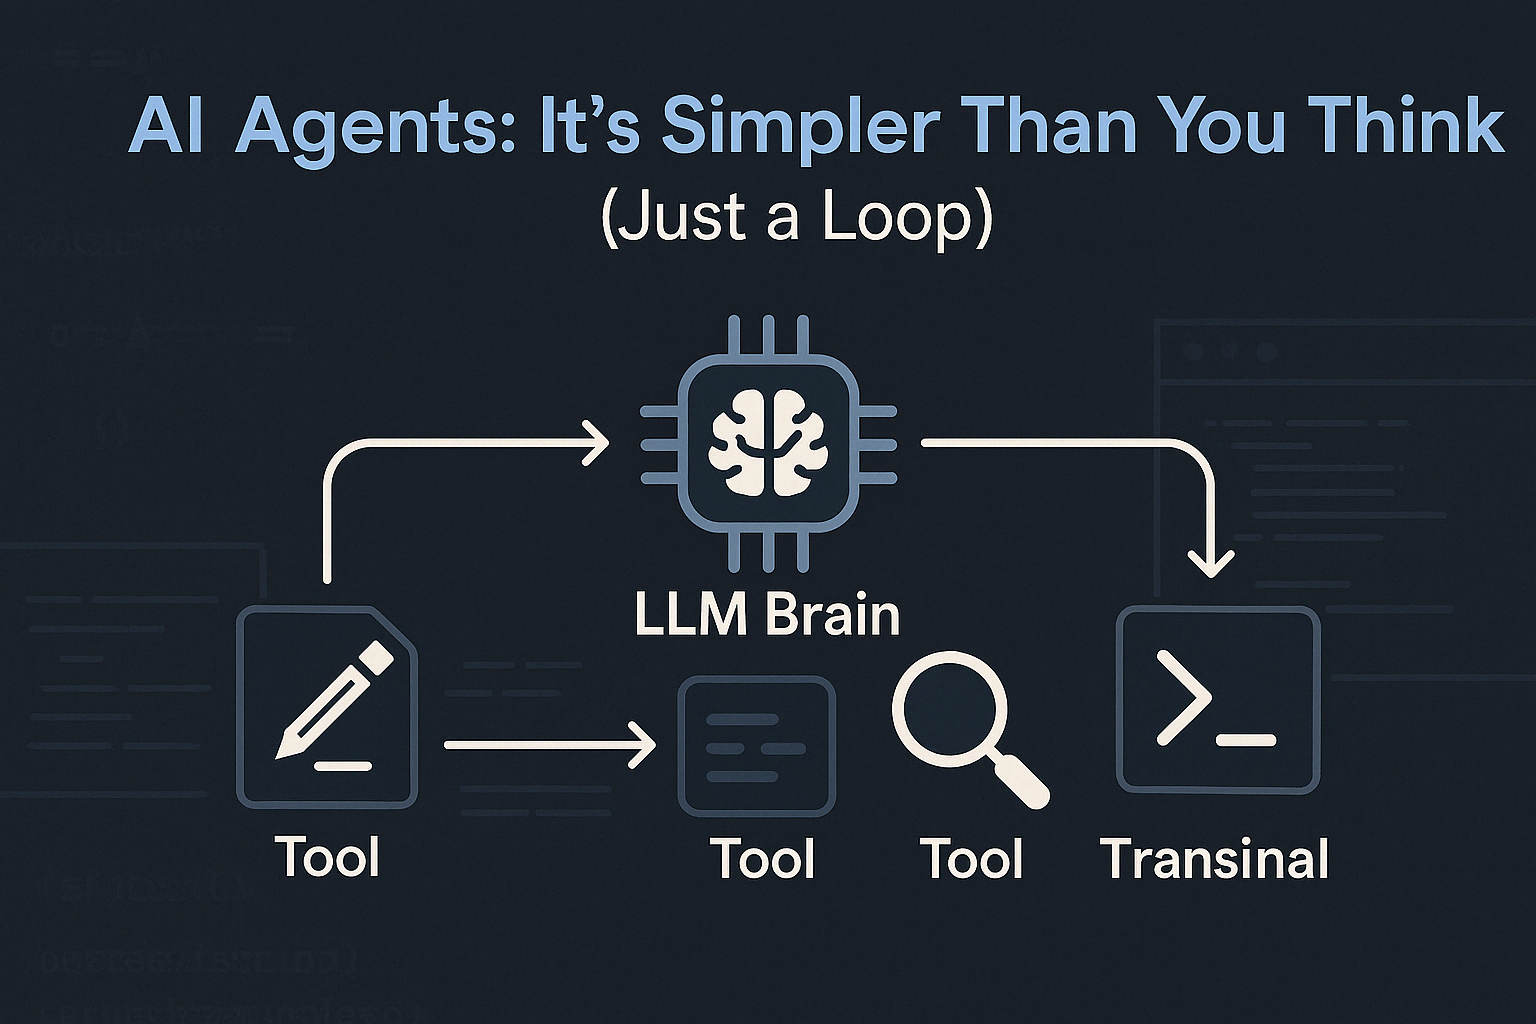 AI Agents: It's Simpler Than You Think
(Just a Loop)
LLM Brain
Tool
Tool
Tool
Transinal